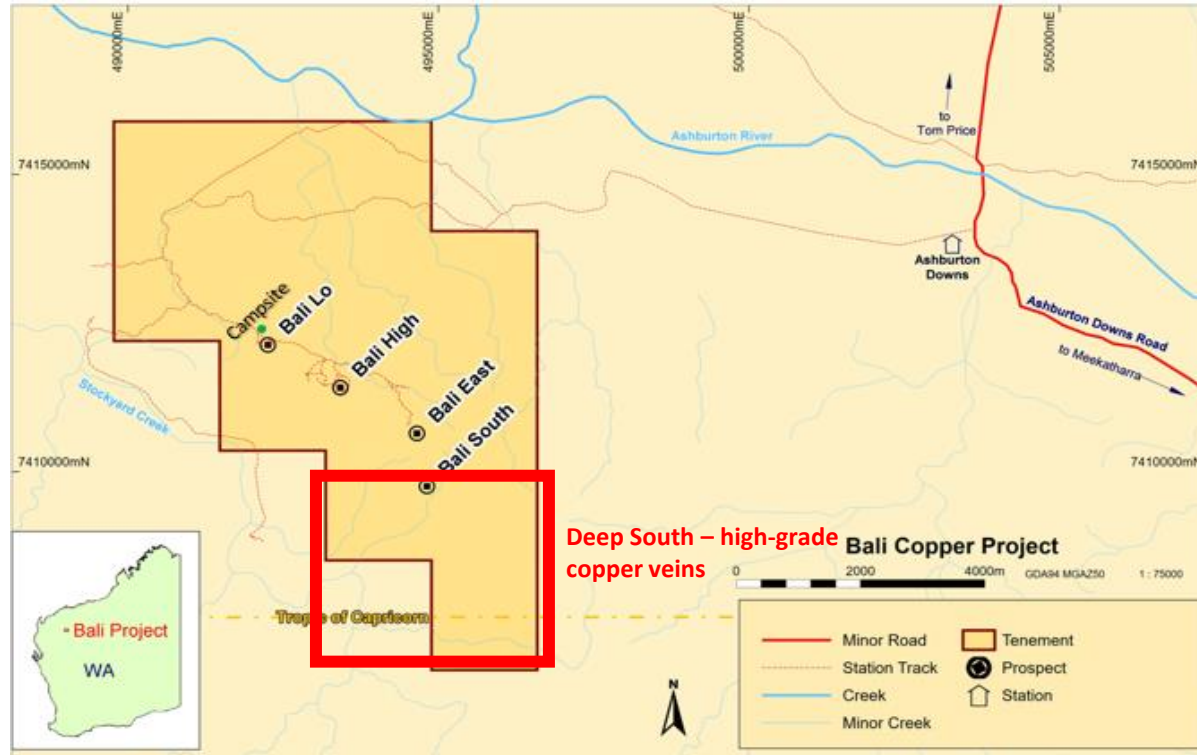 490000mE
495000mE
500000mE
505000mE
to
Tom Price
Ashburton River
7415000mN
7415000mN
Ashburton
Downs
Campsite
Bali Lo
Bali High
Bali East
Bali South
Ashburton Downs Road
to Meekatharra
Stockyard Creek
7410000mN
7410000mN
Deep South – high-grade
copper veins
Bali Copper Project
0 2000 4000m
GDA94 MGAZ50
1 : 75000
Tropic of Capricorn
Bali Project
WA
N
Minor Road
Station Track
Creek
Minor Creek
Tenement
Prospect
Station